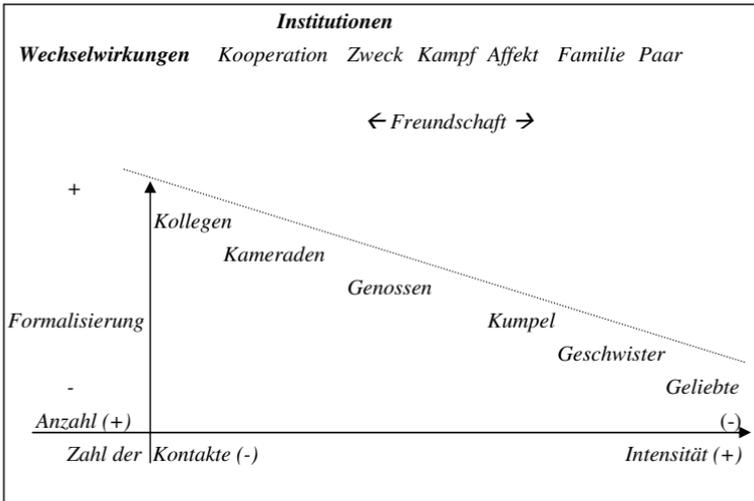 Institutionen
Wechselwirkungen Kooperation Zweck Kampf Affekt Familie Paar
← Freundschaft →
+
Kollegen
Kameraden
Genossen
Formalisierung Kumpel
Geschwister
- Geliebte
Anzahl (+) (-)
Zahl der Kontakte (-) Intensität (+)